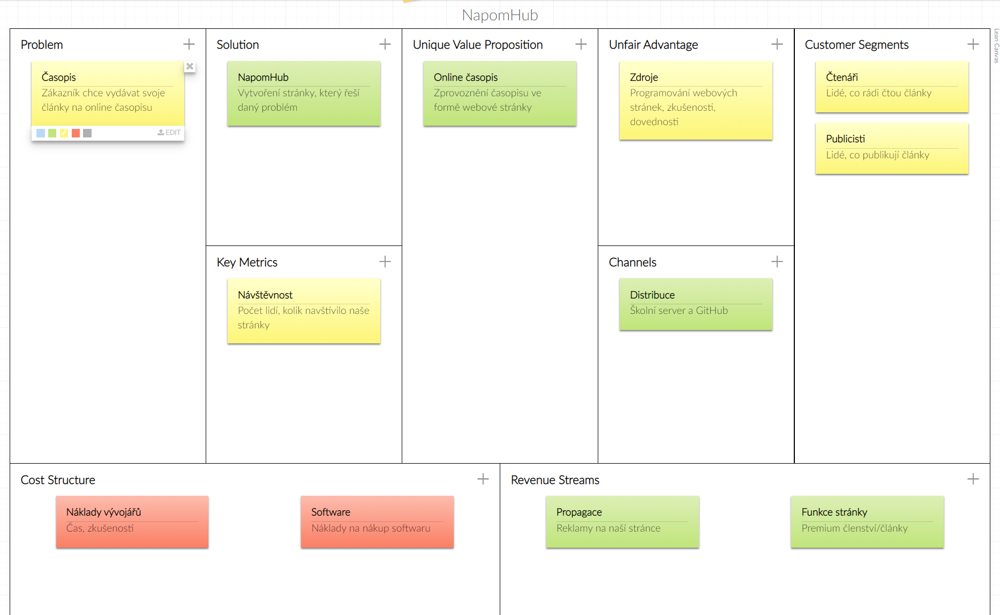 NapomHub
Lean Canvas
Problem
Časopis
Zákazník chce vydávat svoje
články na online časopisu
EDIT
Solution
NapomHub
Vytvoření stránky, který řeší
daný problém
Key Metrics
Návštěvnost
Počet lidí, kolik navštívilo naše
stránky
Unique Value Proposition
Online časopis
Zprovoznění časopisu ve
formě webové stránky
Unfair Advantage
Zdroje
Programování webových
stránek, zkušenosti,
dovednosti
Channels
Distribuce
Školní server a GitHub
Customer Segments
Čtenáři
Lidé, co rádi čtou články
Publicisti
Lidé, co publikují články
Cost Structure
Náklady vývojářů
Čas, zkušenosti
Software
Náklady na nákup softwaru
Revenue Streams
Propagace
Reklamy na naší stránce
Funkce stránky
Premium členství/články